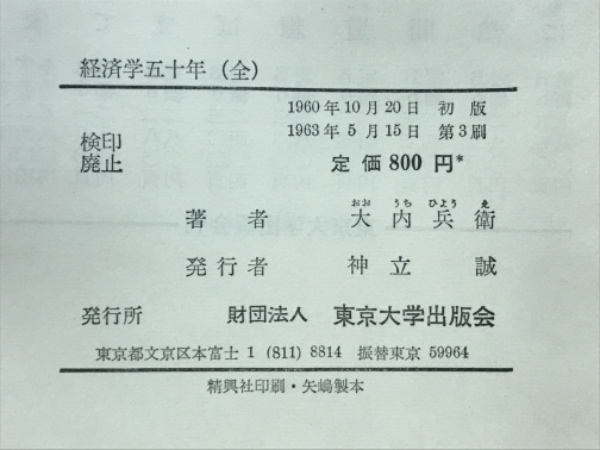 経済学五十年（全）
1960年10月20日 初版
1963年5月15日 第3刷
検印
廃止
定価800円*
おお うち ひょう え
著者 大内兵衛
発行者 神立誠
発行所 財団法人 東京大学出版会
東京都文京区本富士1 (811) 8814 振替東京 59964
精興社印刷・矢嶋製本